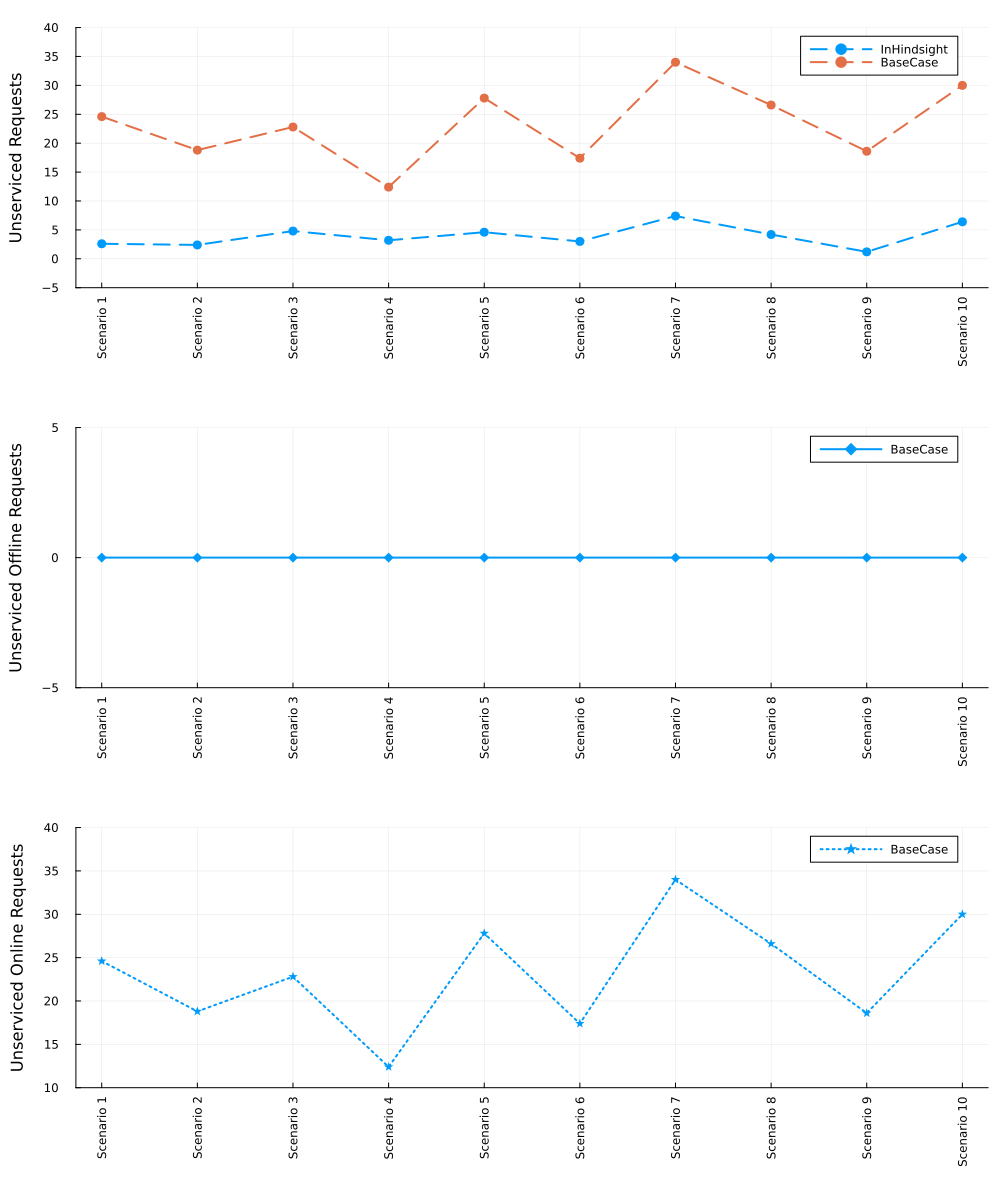 Unserviced Requests
40
35
30
25
20
15
10
5
0
−5
InHindsight
BaseCase
Scenario 1
Scenario 2
Scenario 3
Scenario 4
Scenario 5
Scenario 6
Scenario 7
Scenario 8
Scenario 9
Scenario 10
Unserviced Offline Requests
5
0
−5
BaseCase
Scenario 1
Scenario 2
Scenario 3
Scenario 4
Scenario 5
Scenario 6
Scenario 7
Scenario 8
Scenario 9
Scenario 10
Unserviced Online Requests
40
35
30
25
20
15
10
BaseCase
Scenario 1
Scenario 2
Scenario 3
Scenario 4
Scenario 5
Scenario 6
Scenario 7
Scenario 8
Scenario 9
Scenario 10